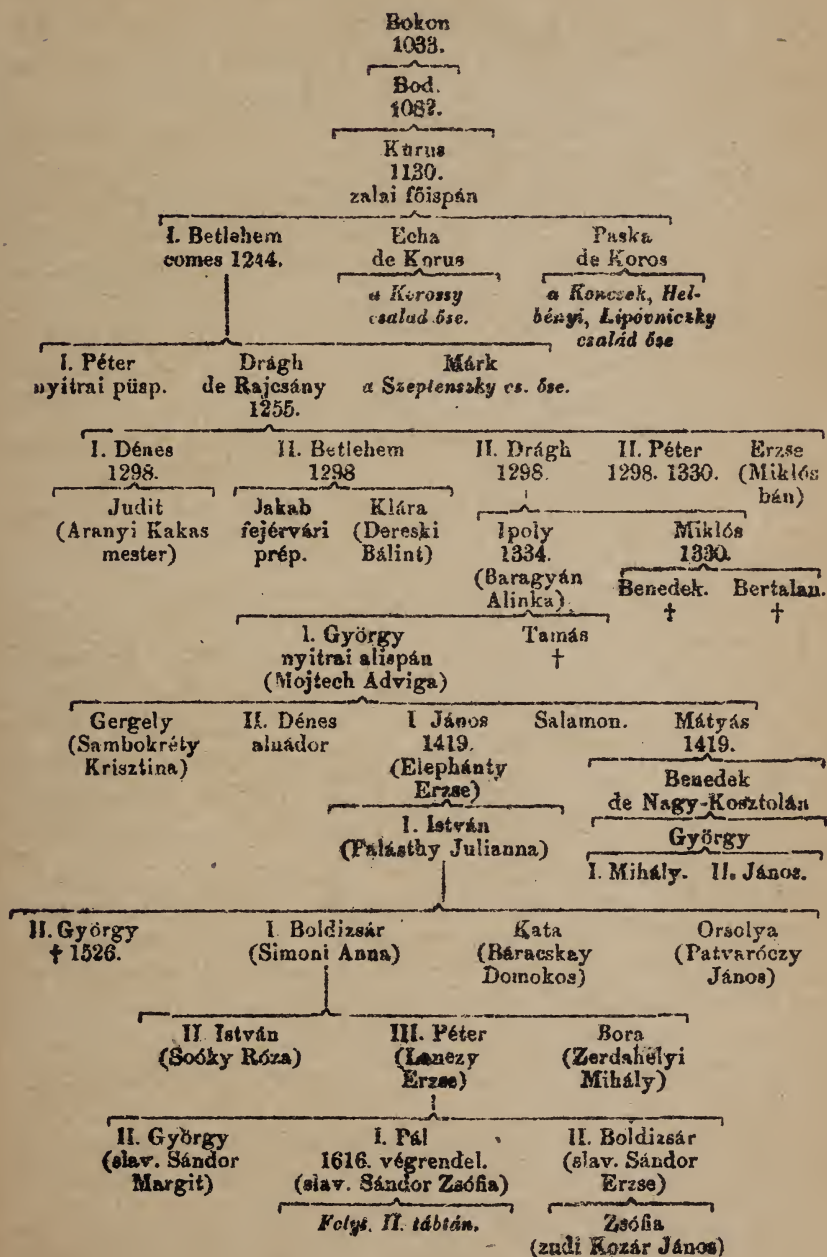 Bokon
1033.
Bod.
1082.
Kurus
1130.
zalai főispán
I. Betlehem Echa Paska
comes 1244. de Korus de Koros
a Korossy a Konczek, Hel-
család őse. bényi, Lipóvniczky
család őse
I. Péter Drágh Márk
nyitrai püsp. de Rajcsány a Szeptenszky cs. őse.
1255.
I. Dénes II. Betlehem II. Drágh II. Péter Erzse
1298. 1298 1298. 1298. 1330. (Miklós
bán)
Judit Jakab Klára
(Aranyi Kakas fejérvári (Dereski
mester) prép. Bálint)
Ipoly Miklós
1334. 1330.
(Baragyán
Alinka)
Benedek. Bertalan.
† †
I. György Tamás
nyitrai alispán †
(Mojtech Adviga)
Gergely II. Dénes I János Salamon. Mátyás
(Sambokréty alnádor 1419. 1419.
Krisztina) (Elephánty
Erzse)
Benedek
de Nagy-Kosztolán
I. István
(Palásthy Julianna)
György
I. Mihály. II. János.
II. György I. Boldizsár Kata Orsolya
† 1526. (Simoni Anna) (Baracskay (Patvaróczy
Domokos) János)
II. István III. Péter Bora
(Soóky Róza) (Erzse) (Zerdahélyi
Mihály)
II. György I. Pál II. Boldizsár
(slav. Sándor 1616. végrendel. (slav. Sándor
Margit) (slav. Sándor Zsófia) Erzse)
Folyt. II. táblán. Zsófia
(zudi Kozár János)